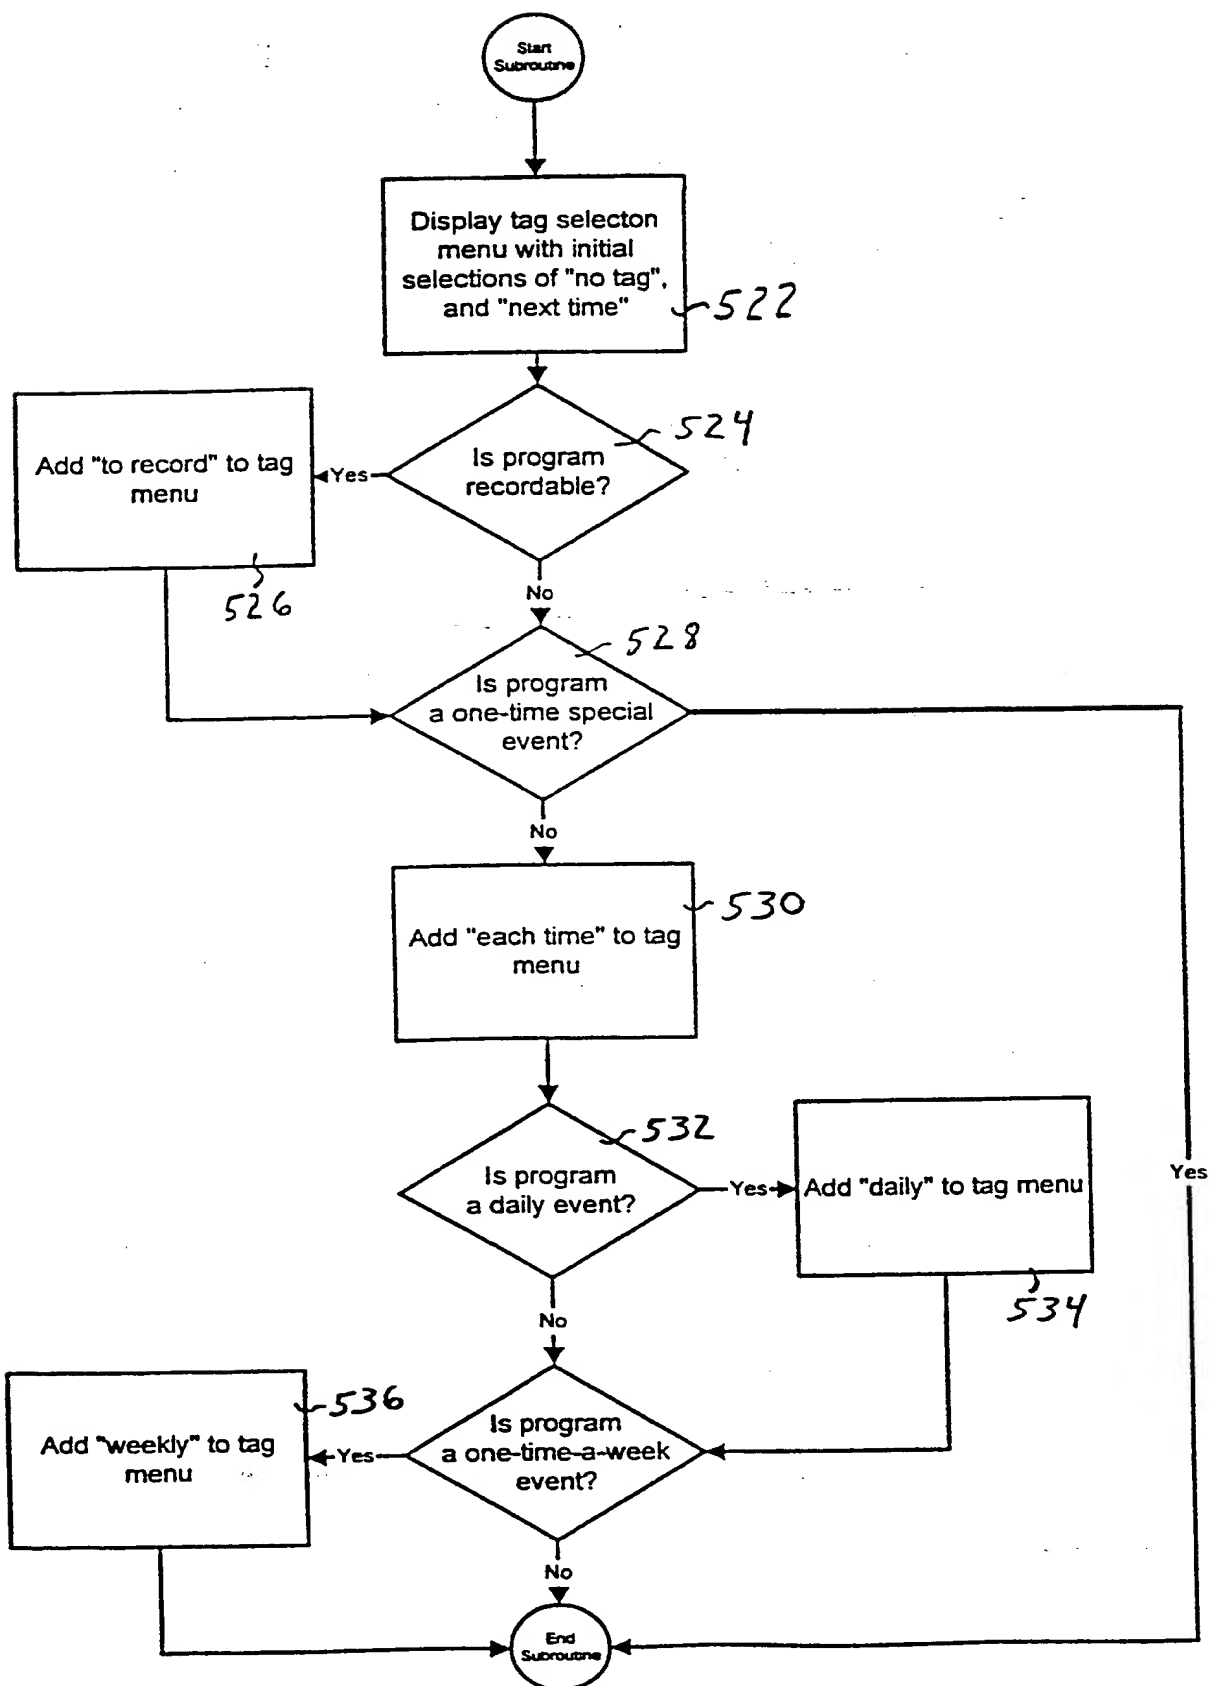 Start
Subroutine
Display tag selecton
menu with initial
selections of "no tag",
and "next time"
522
Is program
recordable?
524
Yes
Add "to record" to tag
menu
526
No
Is program
a one-time special
event?
528
No
Yes
Add "each time" to tag
menu
530
Is program
a daily event?
532
Yes
Add "daily" to tag menu
534
No
Is program
a one-time-a-week
event?
Yes
Add "weekly" to tag
menu
536
No
End
Subroutine